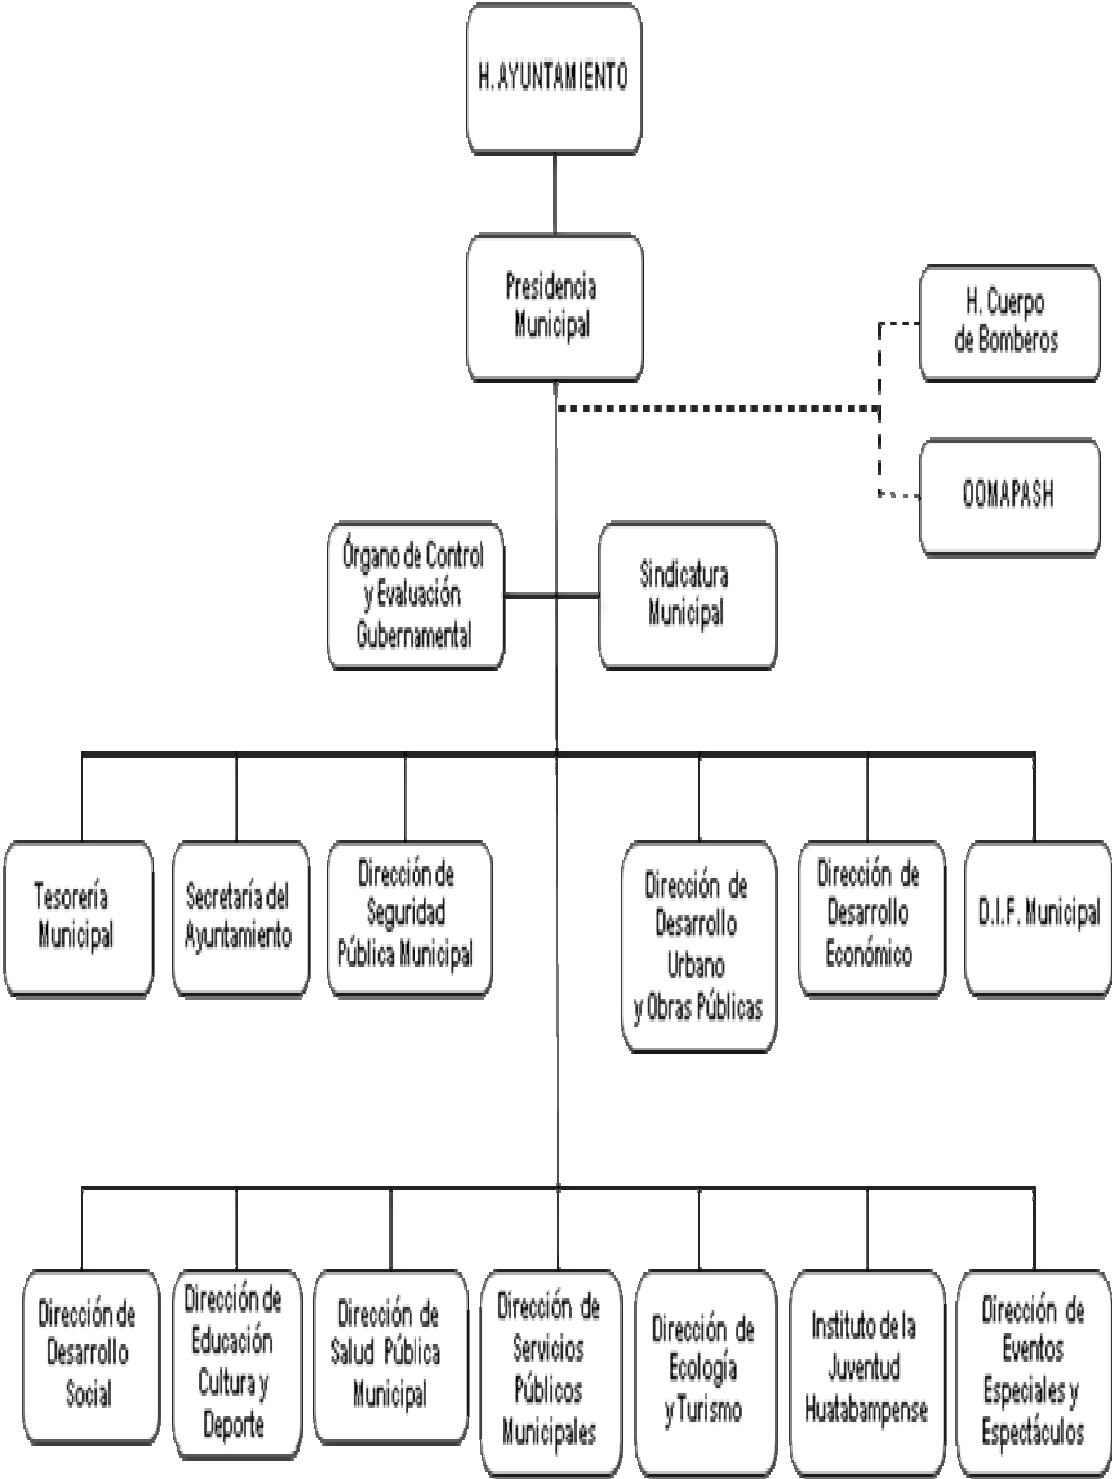 H. AYUNTAMIENTO
Presidencia
Municipal
H. Cuerpo
de Bomberos
OOMAPASH
Órgano de Control
y Evaluación
Gubernamental
Sindicatura
Municipal
Tesorería
Municipal
Secretaría del
Ayuntamiento
Dirección de
Seguridad
Pública Municipal
Dirección de
Desarrollo
Urbano
y Obras Públicas
Dirección de
Desarrollo
Económico
D.I.F. Municipal
Dirección de
Desarrollo
Social
Dirección de
Educación
Cultura y
Deporte
Dirección de
Salud Pública
Municipal
Dirección de
Servicios
Públicos
Municipales
Dirección de
Ecología
y Turismo
Instituto de la
Juventud
Huatabampense
Dirección de
Eventos
Especiales y
Espectáculos